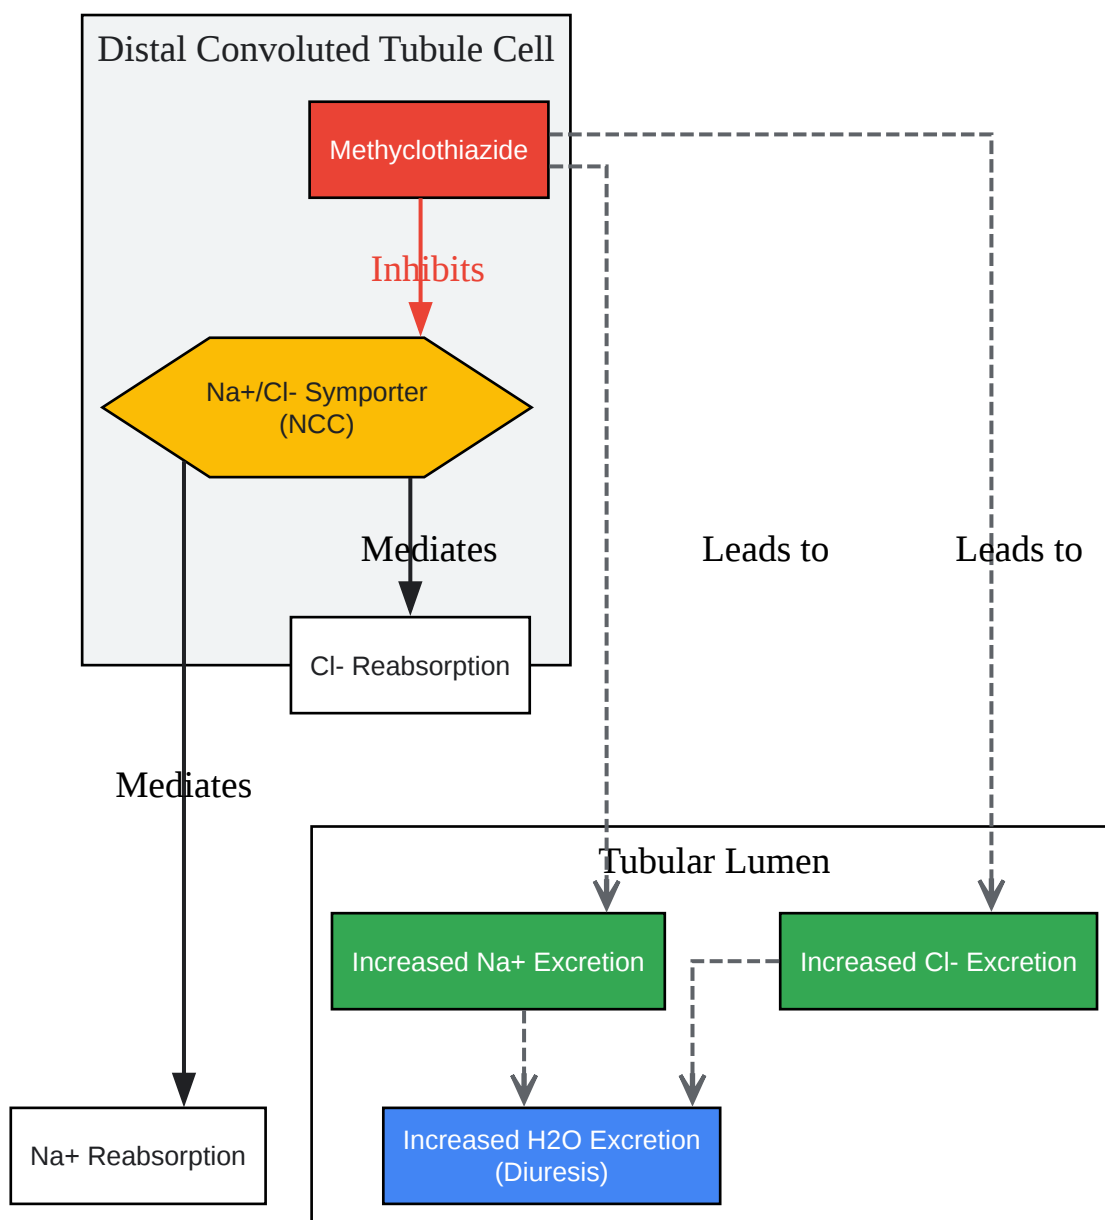 Distal Convoluted Tubule Cell
Methyclothiazide
Inhibits
Na+/Cl- Symporter
(NCC)
Mediates
Leads to
Leads to
Cl- Reabsorption
Mediates
Tubular Lumen
Increased Na+ Excretion
Increased Cl- Excretion
Na+ Reabsorption
Increased H2O Excretion
(Diuresis)